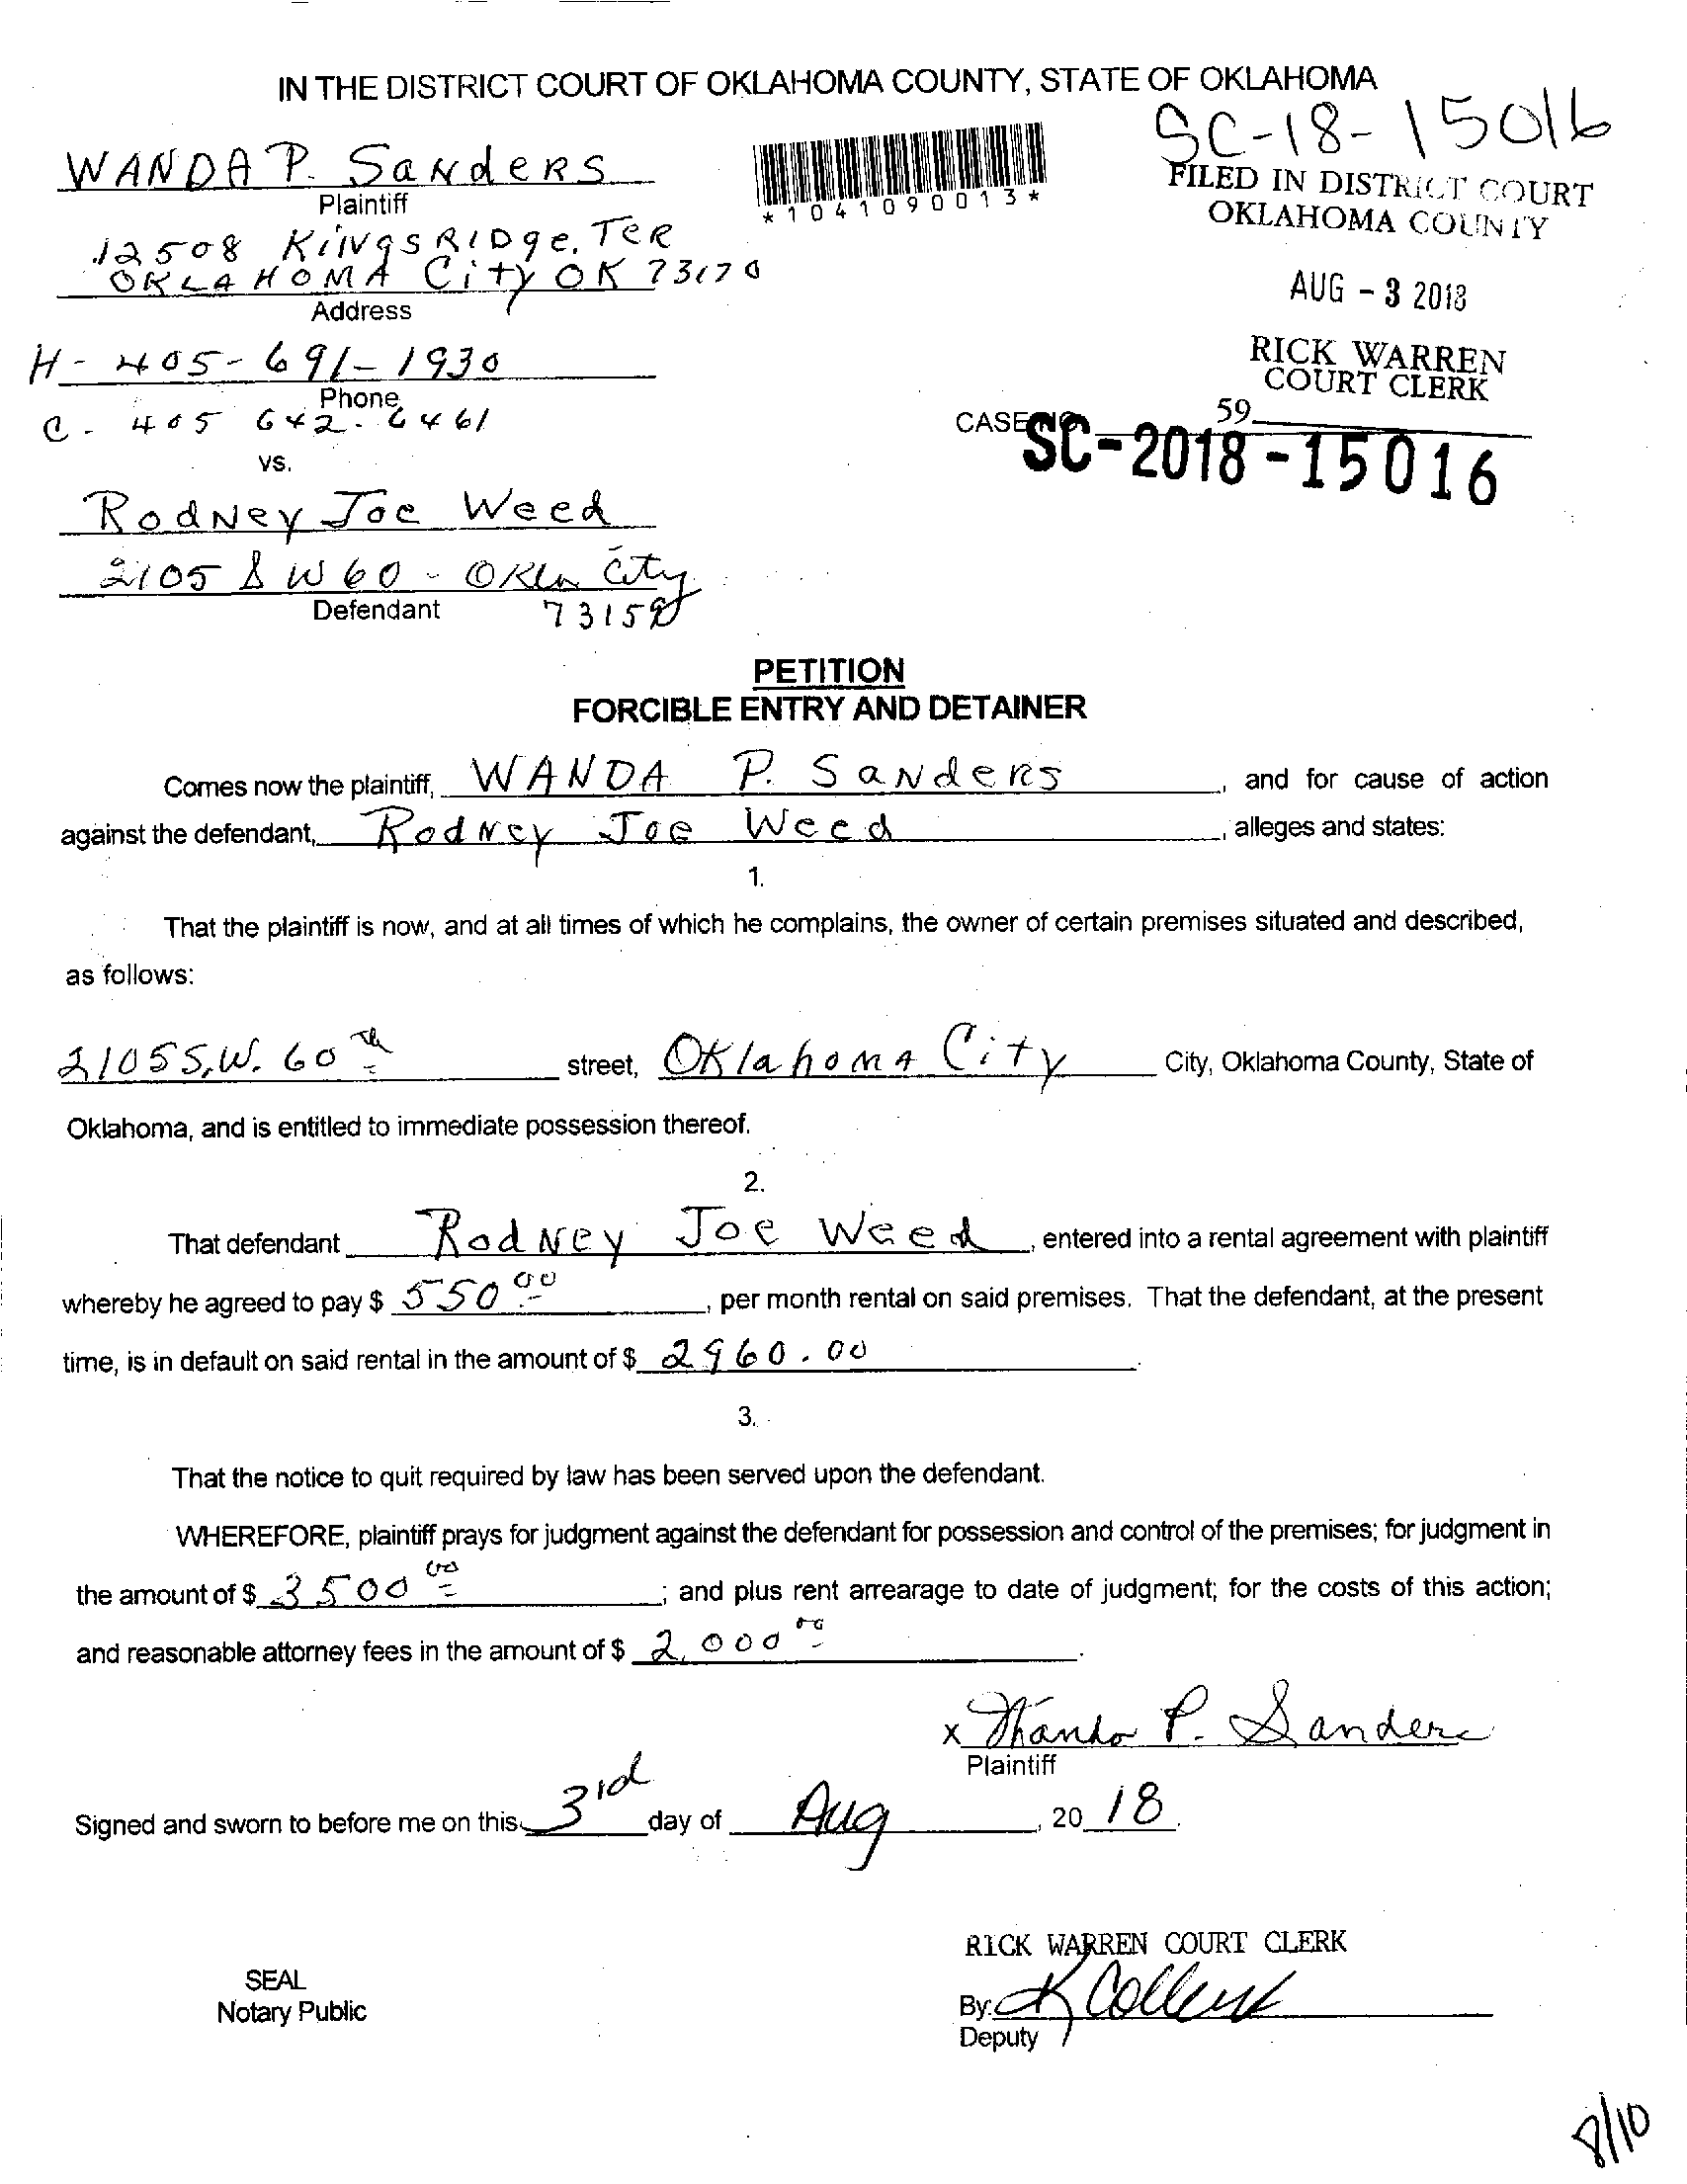 IN THE DISTRICT COURT OF OKLAHOMA COUNTY, STATE OF OKLAHOMA
SC-18-15016
WANDA P. SaNdeRS
Plaintiff
*1041090013*
FILED IN DISTRICT COURT
OKLAHOMA COUNTY
12508 KiNgsRIDge. TeR
OKLAHOMA City OK 73170
Address
AUG - 3 2018
H- 405-691-1930
Phone
RICK WARREN
COURT CLERK
C- 405 642-6461
59
CASE
SC-2018-15016
vs.
RodNey Joe Weed
2105 SW 60 - Okla City
Defendant
73159
PETITION
FORCIBLE ENTRY AND DETAINER
Comes now the plaintiff, WANDA P. SaNdeRs, and for cause of action
against the defendant, RodNey Joe Weed, alleges and states:
1.
That the plaintiff is now, and at all times of which he complains, the owner of certain premises situated and described,
as follows:
2105 S.W. 60th street, OKlahoMA City City, Oklahoma County, State of
Oklahoma, and is entitled to immediate possession thereof.
2.
That defendant RodNey Joe Weed, entered into a rental agreement with plaintiff
whereby he agreed to pay $ 550 00, per month rental on said premises. That the defendant, at the present
time, is in default on said rental in the amount of $ 2960.00.
3.
That the notice to quit required by law has been served upon the defendant.
WHEREFORE, plaintiff prays for judgment against the defendant for possession and control of the premises; for judgment in
the amount of $ 3500 00; and plus rent arrearage to date of judgment; for the costs of this action;
and reasonable attorney fees in the amount of $ 2,000 00.
x Wanda P. Sanders
Plaintiff
Signed and sworn to before me on this 3rd day of Aug, 20 18.
RICK WARREN COURT CLERK
SEAL
Notary Public
By: K
Deputy
8/10